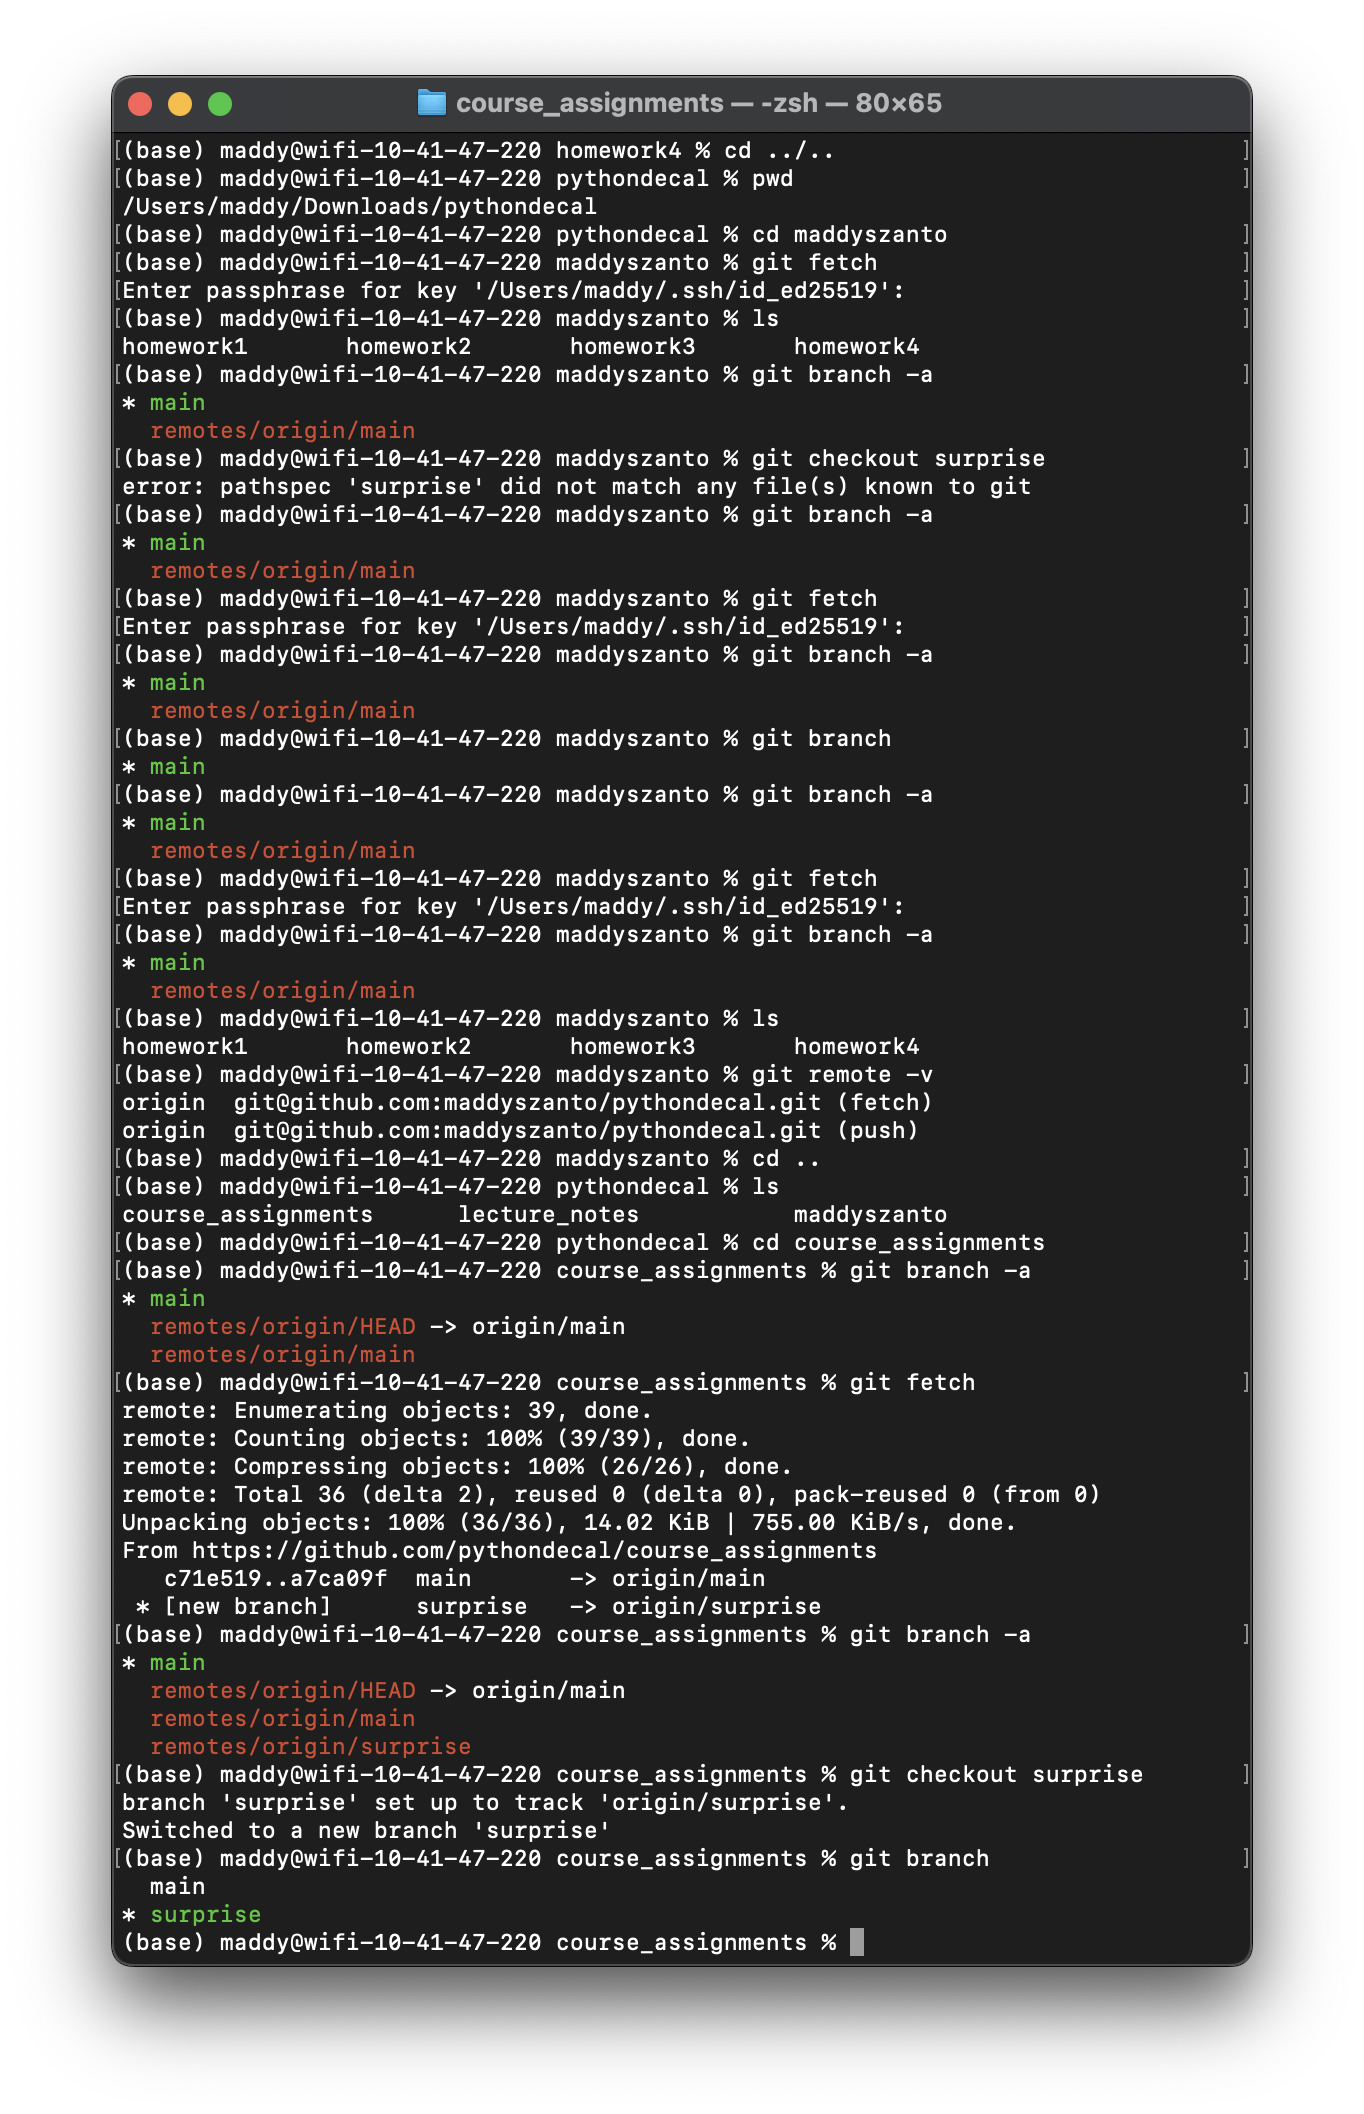 course_assignments — -zsh — 80×65
[(base) maddy@wifi-10-41-47-220 homework4 % cd ../.. ]
[(base) maddy@wifi-10-41-47-220 pythondecal % pwd ]
/Users/maddy/Downloads/pythondecal
[(base) maddy@wifi-10-41-47-220 pythondecal % cd maddyszanto ]
[(base) maddy@wifi-10-41-47-220 maddyszanto % git fetch ]
[Enter passphrase for key '/Users/maddy/.ssh/id_ed25519': ]
[(base) maddy@wifi-10-41-47-220 maddyszanto % ls ]
homework1 homework2 homework3 homework4
[(base) maddy@wifi-10-41-47-220 maddyszanto % git branch -a ]
* main
remotes/origin/main
[(base) maddy@wifi-10-41-47-220 maddyszanto % git checkout surprise ]
error: pathspec 'surprise' did not match any file(s) known to git
[(base) maddy@wifi-10-41-47-220 maddyszanto % git branch -a ]
* main
remotes/origin/main
[(base) maddy@wifi-10-41-47-220 maddyszanto % git fetch ]
[Enter passphrase for key '/Users/maddy/.ssh/id_ed25519': ]
[(base) maddy@wifi-10-41-47-220 maddyszanto % git branch -a ]
* main
remotes/origin/main
[(base) maddy@wifi-10-41-47-220 maddyszanto % git branch ]
* main
[(base) maddy@wifi-10-41-47-220 maddyszanto % git branch -a ]
* main
remotes/origin/main
[(base) maddy@wifi-10-41-47-220 maddyszanto % git fetch ]
[Enter passphrase for key '/Users/maddy/.ssh/id_ed25519': ]
[(base) maddy@wifi-10-41-47-220 maddyszanto % git branch -a ]
* main
remotes/origin/main
[(base) maddy@wifi-10-41-47-220 maddyszanto % ls ]
homework1 homework2 homework3 homework4
[(base) maddy@wifi-10-41-47-220 maddyszanto % git remote -v ]
origin git@github.com:maddyszanto/pythondecal.git (fetch)
origin git@github.com:maddyszanto/pythondecal.git (push)
[(base) maddy@wifi-10-41-47-220 maddyszanto % cd .. ]
[(base) maddy@wifi-10-41-47-220 pythondecal % ls ]
course_assignments lecture_notes maddyszanto
[(base) maddy@wifi-10-41-47-220 pythondecal % cd course_assignments ]
[(base) maddy@wifi-10-41-47-220 course_assignments % git branch -a ]
* main
remotes/origin/HEAD -> origin/main
remotes/origin/main
[(base) maddy@wifi-10-41-47-220 course_assignments % git fetch ]
remote: Enumerating objects: 39, done.
remote: Counting objects: 100% (39/39), done.
remote: Compressing objects: 100% (26/26), done.
remote: Total 36 (delta 2), reused 0 (delta 0), pack-reused 0 (from 0)
Unpacking objects: 100% (36/36), 14.02 KiB | 755.00 KiB/s, done.
From https://github.com/pythondecal/course_assignments
c71e519..a7ca09f main -> origin/main
* [new branch] surprise -> origin/surprise
[(base) maddy@wifi-10-41-47-220 course_assignments % git branch -a ]
* main
remotes/origin/HEAD -> origin/main
remotes/origin/main
remotes/origin/surprise
[(base) maddy@wifi-10-41-47-220 course_assignments % git checkout surprise ]
branch 'surprise' set up to track 'origin/surprise'.
Switched to a new branch 'surprise'
[(base) maddy@wifi-10-41-47-220 course_assignments % git branch ]
main
* surprise
(base) maddy@wifi-10-41-47-220 course_assignments %